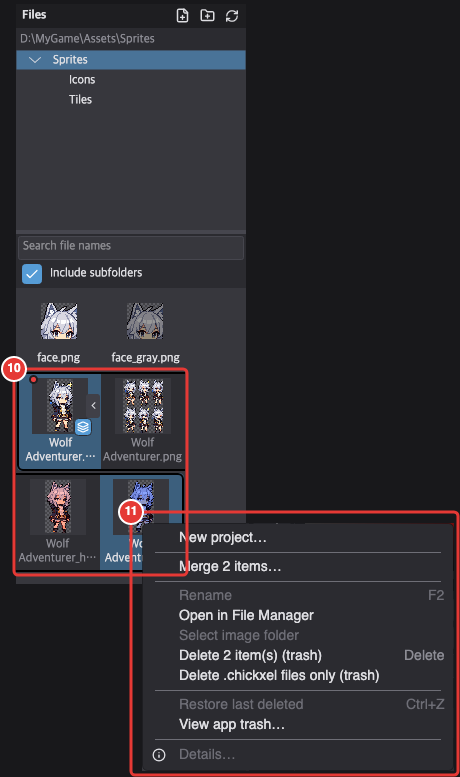 Files
D:\MyGame\Assets\Sprites
Sprites
Icons
Tiles
Search file names
Include subfolders
face.png
face_gray.png
10
Wolf
Adventurer.…
Wolf
Adventurer.png
Wolf
Adventurer_h…
11
New project…
Merge 2 items…
Rename F2
Open in File Manager
Select image folder
Delete 2 item(s) (trash) Delete
Delete .chickxel files only (trash)
Restore last deleted Ctrl+Z
View app trash…
Details…